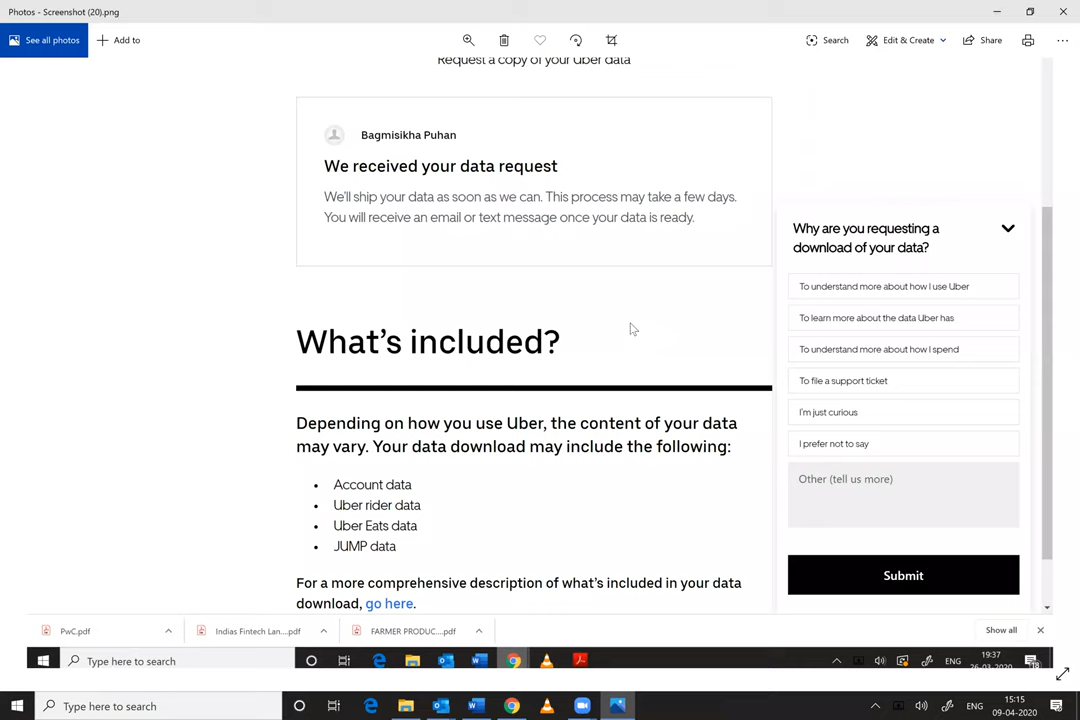 Photos - Screenshot (20).png
See all photos
Add to
Search
Edit & Create
Share
Request a copy of your Uber data
Bagmisikha Puhan
We received your data request
We'll ship your data as soon as we can. This process may take a few days.
You will receive an email or text message once your data is ready.
Why are you requesting a
download of your data?
To understand more about how I use Uber
To learn more about the data Uber has
To understand more about how I spend
To file a support ticket
I'm just curious
I prefer not to say
Other (tell us more)
Submit
What's included?
Depending on how you use Uber, the content of your data
may vary. Your data download may include the following:
• Account data
• Uber rider data
• Uber Eats data
• JUMP data
For a more comprehensive description of what's included in your data
download, go here.
PwC.pdf
Indias Fintech Lan....pdf
FARMER PRODUC....pdf
Show all
Type here to search
ENG
19:37
26-03-2020
18
Type here to search
ENG
15:15
09-04-2020